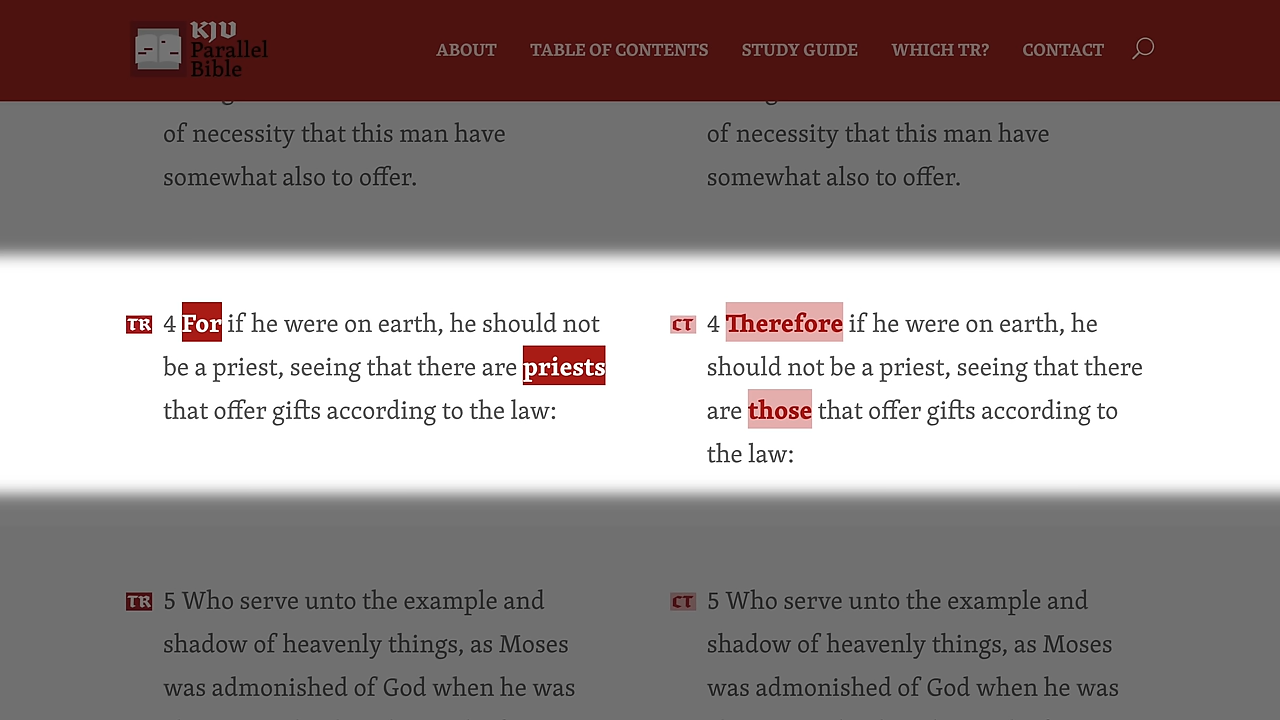 KJV
Parallel
Bible
ABOUT TABLE OF CONTENTS STUDY GUIDE WHICH TR? CONTACT
of necessity that this man have
somewhat also to offer.
of necessity that this man have
somewhat also to offer.
TR 4 For if he were on earth, he should not
be a priest, seeing that there are priests
that offer gifts according to the law:
CT 4 Therefore if he were on earth, he
should not be a priest, seeing that there
are those that offer gifts according to
the law:
TR 5 Who serve unto the example and
shadow of heavenly things, as Moses
was admonished of God when he was
CT 5 Who serve unto the example and
shadow of heavenly things, as Moses
was admonished of God when he was